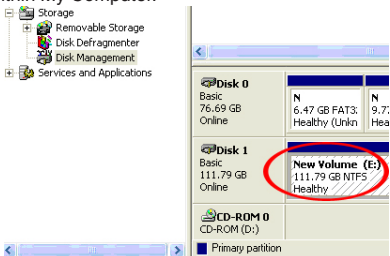 Storage
Removable Storage
Disk Defragmenter
Disk Management
Services and Applications
Disk 0
Basic
76.69 GB
Online
N N
6.47 GB FAT3: 9.7
Healthy (Unkn Hea
Disk 1
Basic
111.79 GB
Online
New Volume (E:)
111.79 GB NTFS
Healthy
CD-ROM 0
CD-ROM (D:)
Primary partition